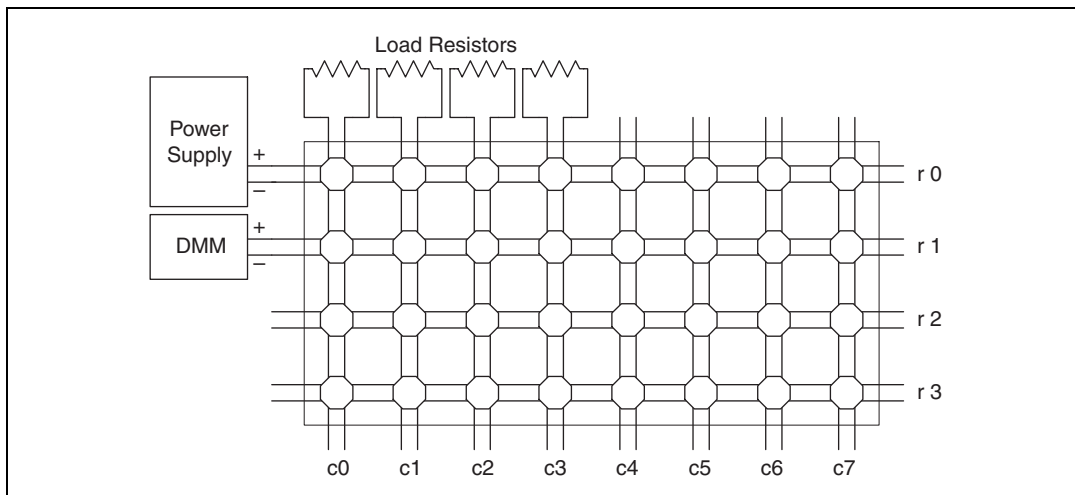 Load Resistors
Power
Supply
+
–
r 0
DMM
+
–
r 1
r 2
r 3
c0 c1 c2 c3 c4 c5 c6 c7